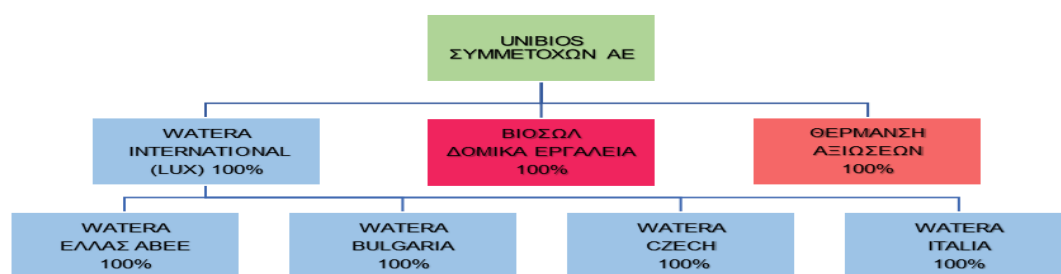 UNIBIOS
ΣΥΜΜΕΤΟΧΩΝ ΑΕ
WATERA
INTERNATIONAL
(LUX) 100%
ΒΙΟΣΩΛ
ΔΟΜΙΚΑ ΕΡΓΑΛΕΙΑ
100%
ΘΕΡΜΑΝΣΗ
ΑΞΙΩΣΕΩΝ
100%
WATERA
ΕΛΛΑΣ ΑΒΕΕ
100%
WATERA
BULGARIA
100%
WATERA
CZECH
100%
WATERA
ITALIA
100%